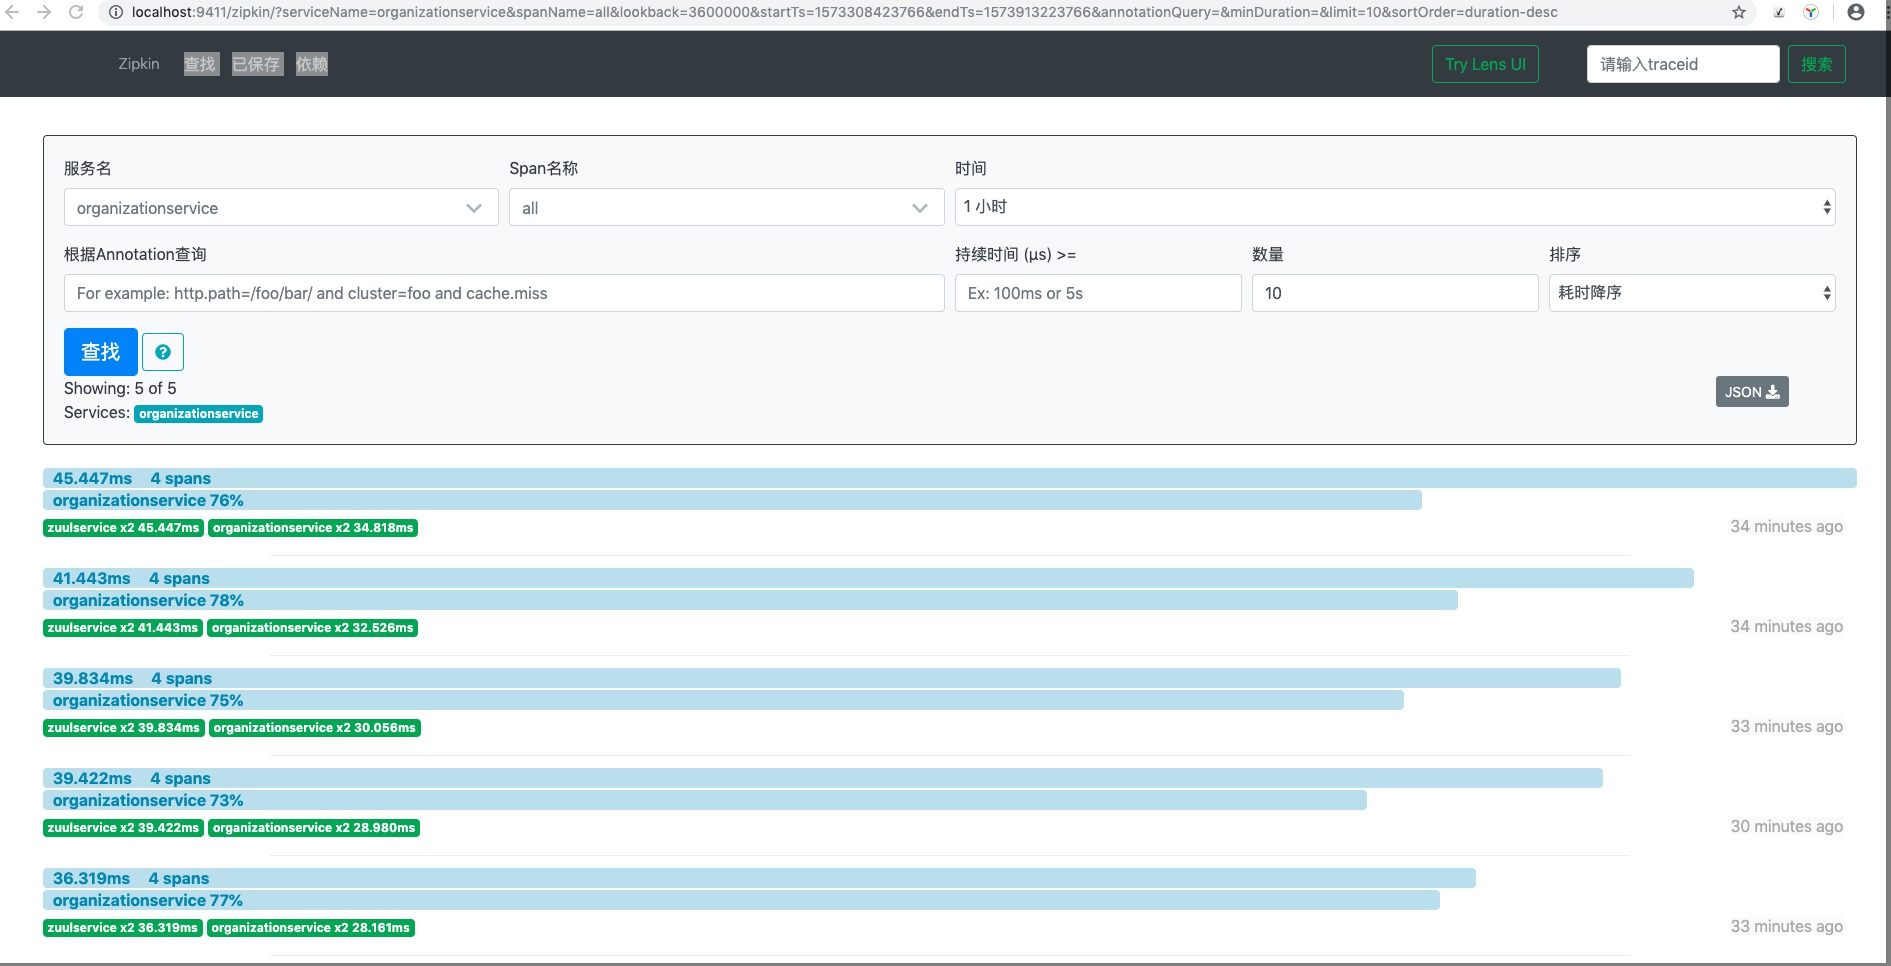 localhost:9411/zipkin/?serviceName=organizationservice&spanName=all&lookback=3600000&startTs=1573308423766&endTs=1573913223766&annotationQuery=&minDuration=&limit=10&sortOrder=duration-desc
Zipkin 查找 已保存 依赖 Try Lens UI 请输入traceid 搜索
服务名 Span名称 时间
organizationservice all 1 小时
根据Annotation查询 持续时间 (μs) >= 数量 排序
For example: http.path=/foo/bar/ and cluster=foo and cache.miss Ex: 100ms or 5s 10 耗时降序
查找 ?
Showing: 5 of 5
Services: organizationservice JSON
45.447ms 4 spans
organizationservice 76%
zuulservice x2 45.447ms organizationservice x2 34.818ms 34 minutes ago
41.443ms 4 spans
organizationservice 78%
zuulservice x2 41.443ms organizationservice x2 32.526ms 34 minutes ago
39.834ms 4 spans
organizationservice 75%
zuulservice x2 39.834ms organizationservice x2 30.056ms 33 minutes ago
39.422ms 4 spans
organizationservice 73%
zuulservice x2 39.422ms organizationservice x2 28.980ms 30 minutes ago
36.319ms 4 spans
organizationservice 77%
zuulservice x2 36.319ms organizationservice x2 28.161ms 33 minutes ago